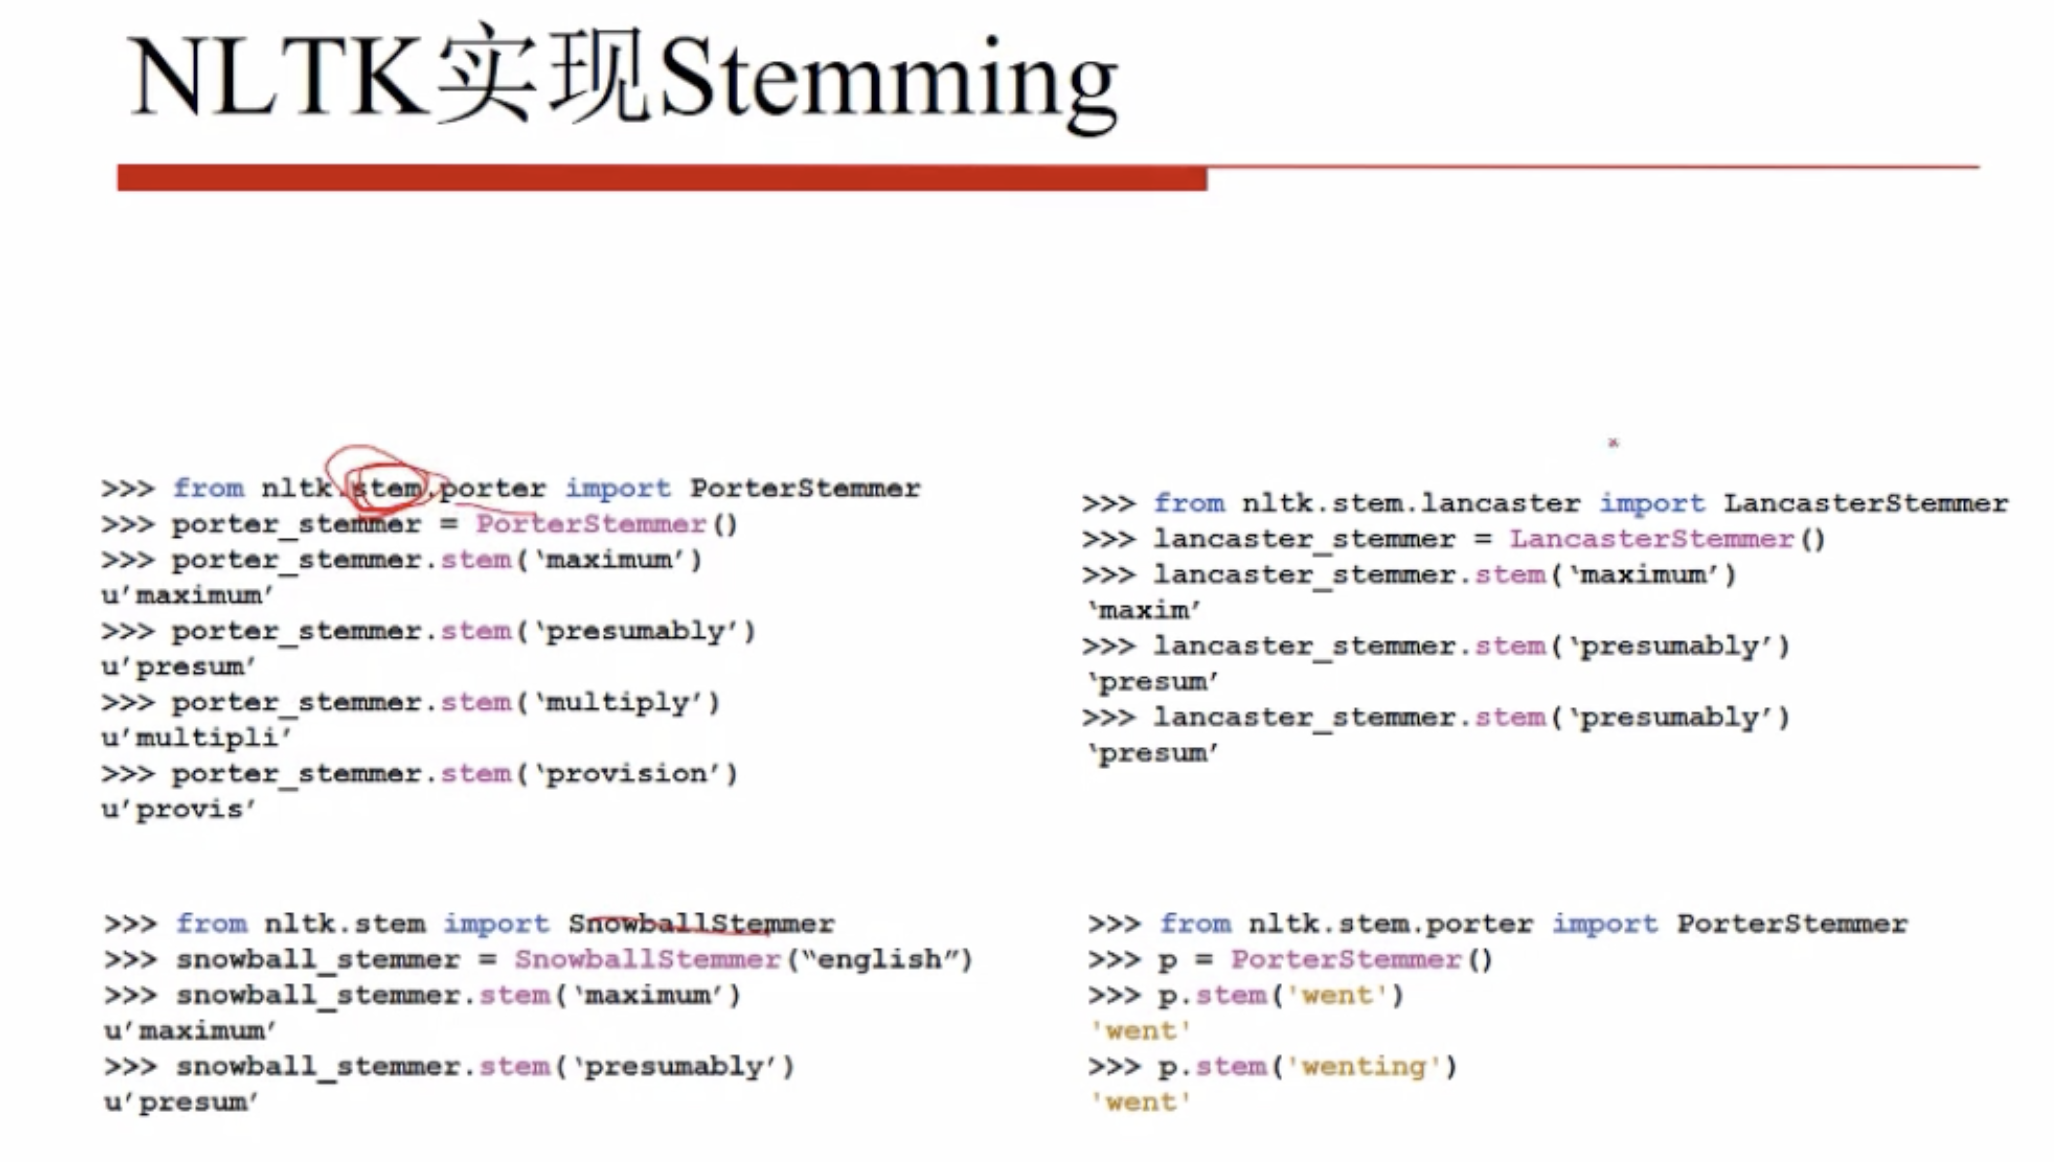 NLTK实现Stemming
>>> from nltk.stem.porter import PorterStemmer
>>> porter_stemmer = PorterStemmer()
>>> porter_stemmer.stem(‘maximum’)
u’maximum’
>>> porter_stemmer.stem(‘presumably’)
u’presum’
>>> porter_stemmer.stem(‘multiply’)
u’multipli’
>>> porter_stemmer.stem(‘provision’)
u’provis’
>>> from nltk.stem.lancaster import LancasterStemmer
>>> lancaster_stemmer = LancasterStemmer()
>>> lancaster_stemmer.stem(‘maximum’)
‘maxim’
>>> lancaster_stemmer.stem(‘presumably’)
‘presum’
>>> lancaster_stemmer.stem(‘presumably’)
‘presum’
>>> from nltk.stem import SnowballStemmer
>>> snowball_stemmer = SnowballStemmer(“english”)
>>> snowball_stemmer.stem(‘maximum’)
u’maximum’
>>> snowball_stemmer.stem(‘presumably’)
u’presum’
>>> from nltk.stem.porter import PorterStemmer
>>> p = PorterStemmer()
>>> p.stem('went')
'went'
>>> p.stem('wenting')
'went'